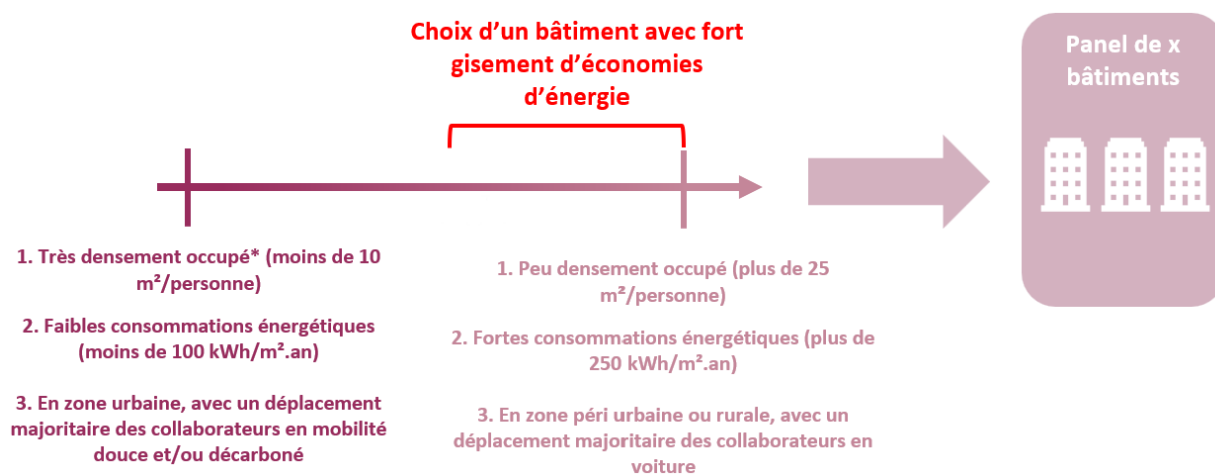 Choix d'un bâtiment avec fort
gisement d'économies
d'énergie
Panel de x
bâtiments
1. Très densement occupé* (moins de 10
m²/personne)
2. Faibles consommations énergétiques
(moins de 100 kWh/m².an)
3. En zone urbaine, avec un déplacement
majoritaire des collaborateurs en mobilité
douce et/ou décarboné
1. Peu densement occupé (plus de 25
m²/personne)
2. Fortes consommations énergétiques (plus
de 250 kWh/m².an)
3. En zone péri urbaine ou rurale, avec un
déplacement majoritaire des collaborateurs en
voiture